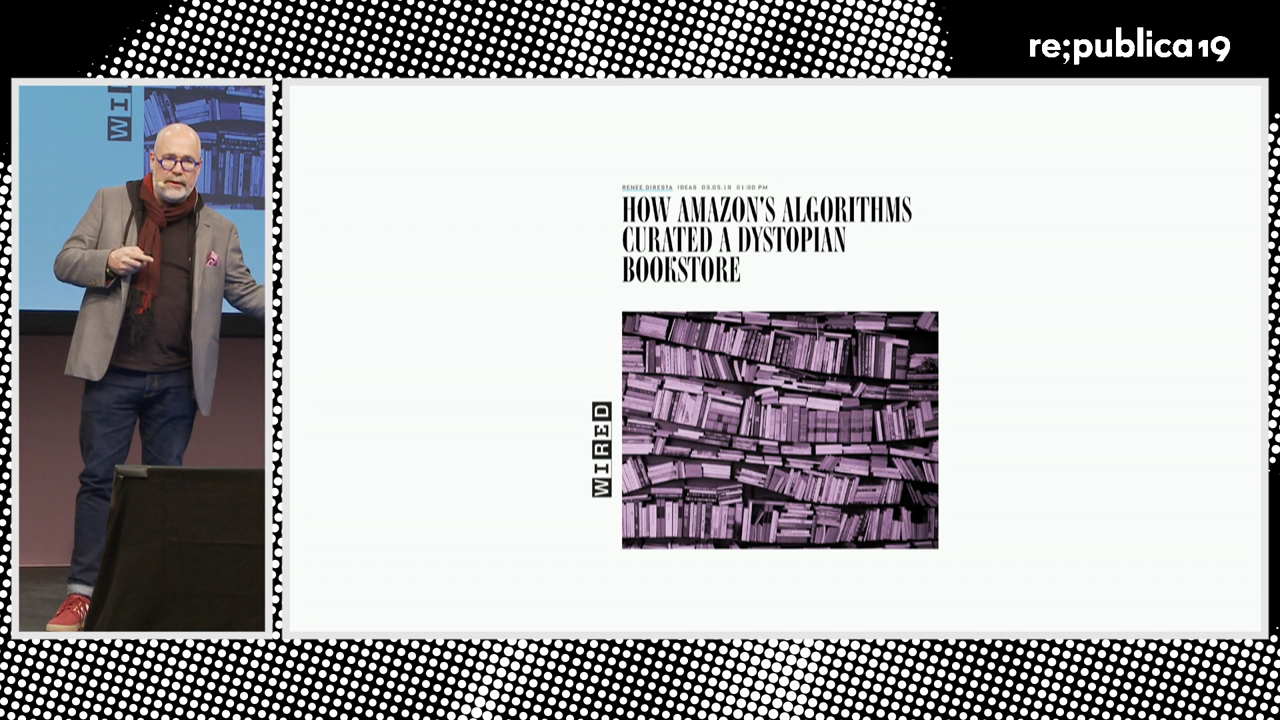 re;publica 19
WI
RENEE DIRESTA IDEAS 03.05.19 01:00 PM
HOW AMAZON'S ALGORITHMS
CURATED A DYSTOPIAN
BOOKSTORE
WIRED